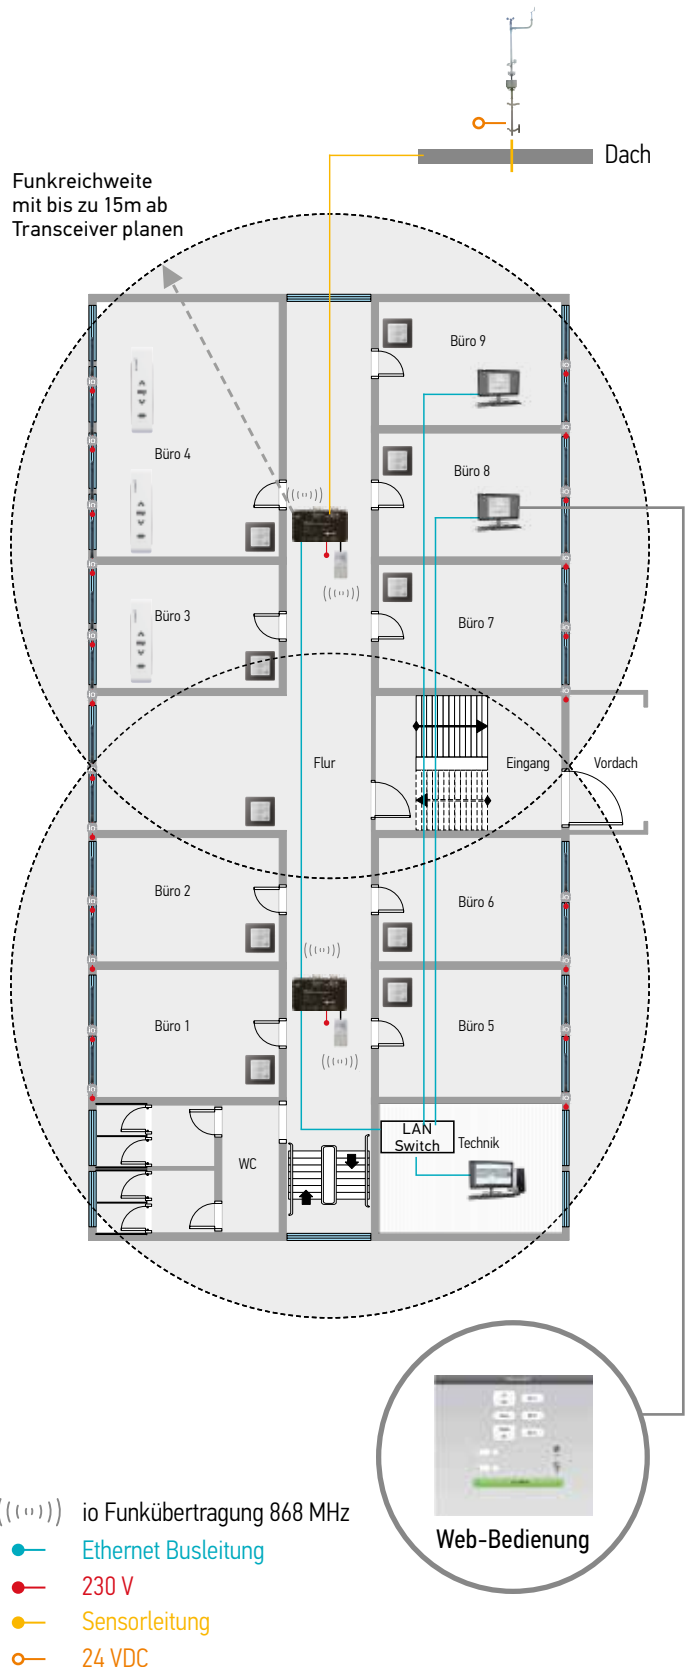 Dach
Funkreichweite
mit bis zu 15m ab
Transceiver planen
Büro 9
Büro 4
Büro 8
Büro 3
Büro 7
Flur
Eingang
Vordach
Büro 2
Büro 6
Büro 1
Büro 5
LAN
Switch
Technik
WC
Web-Bedienung
io Funkübertragung 868 MHz
Ethernet Busleitung
230 V
Sensorleitung
24 VDC